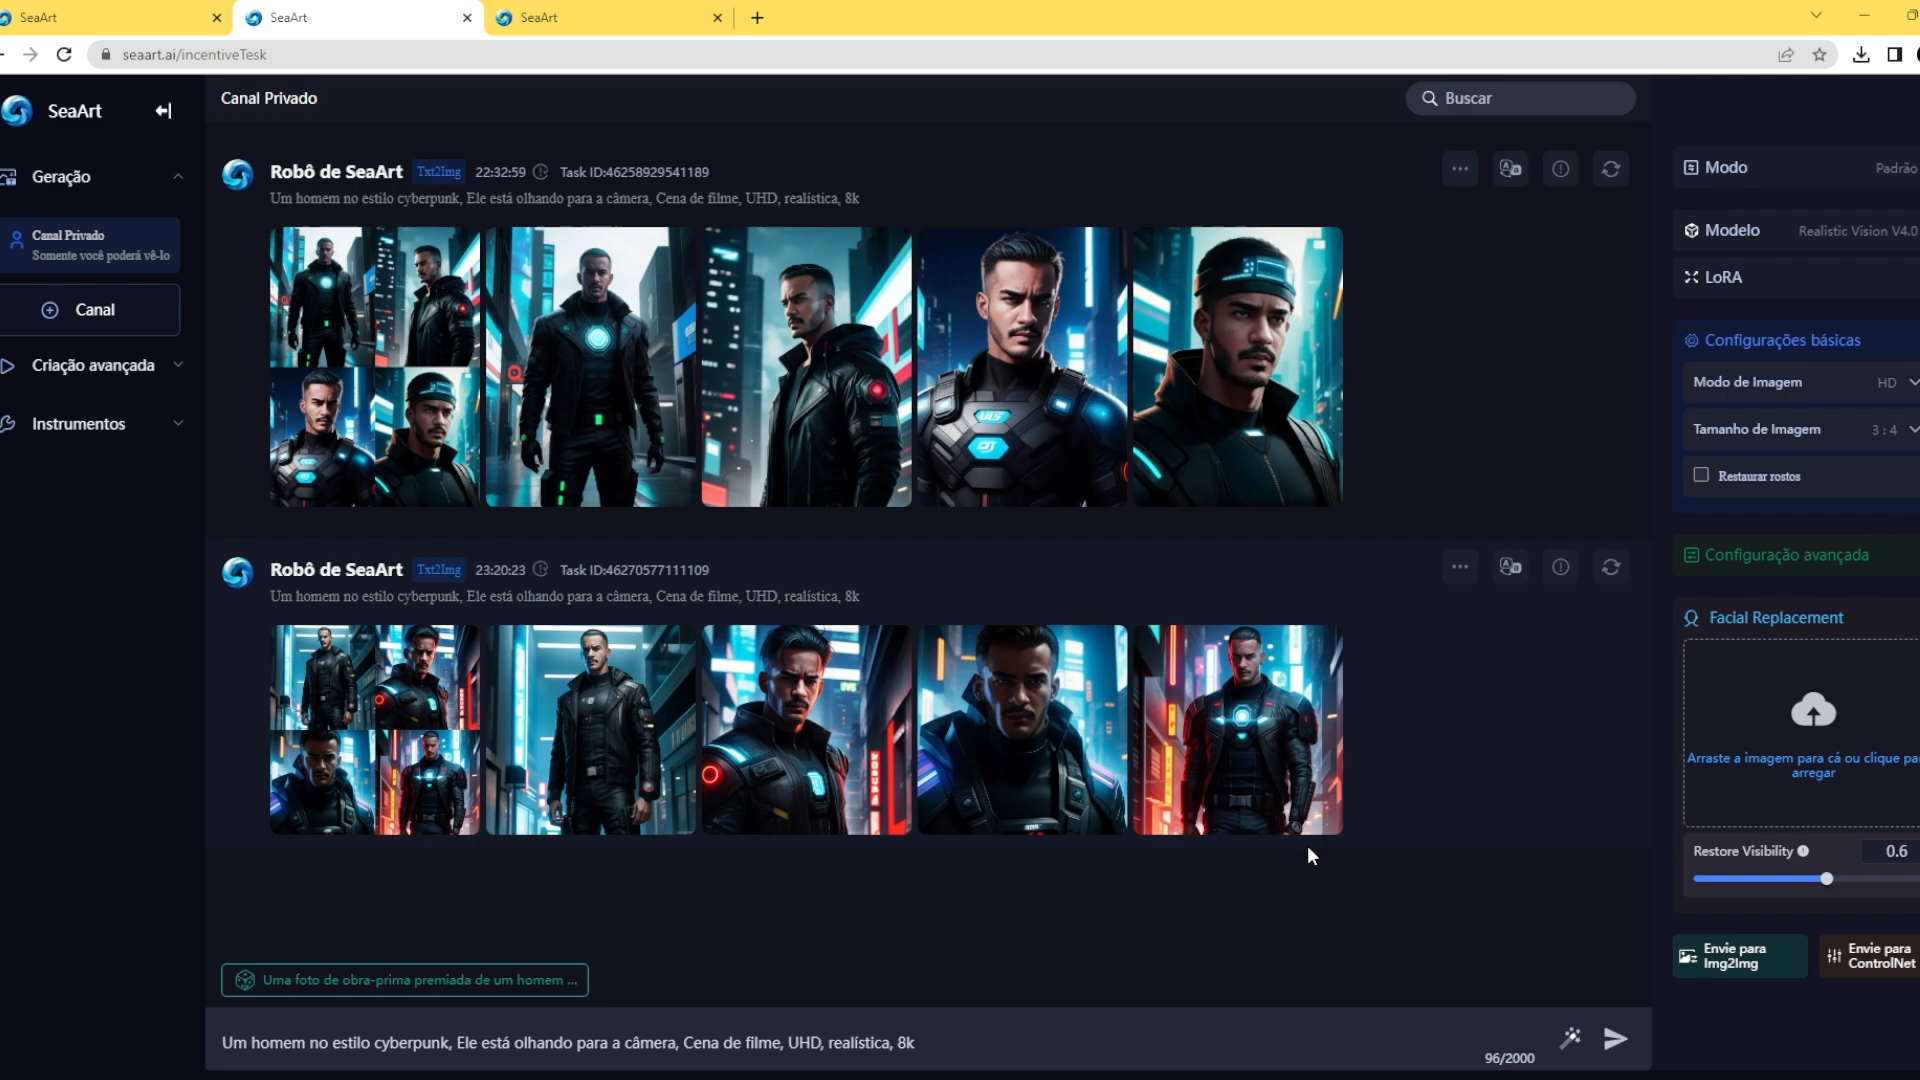 SeaArt
SeaArt
SeaArt
seaart.ai/incentiveTesk
SeaArt
Canal Privado
Buscar
Geração
Canal Privado
Somente você poderá vê-lo
Canal
Criação avançada
Instrumentos
Robô de SeaArt Txt2Img 22:32:59 Task ID:46258929541189
Um homem no estilo cyberpunk, Ele está olhando para a câmera, Cena de filme, UHD, realística, 8k
Robô de SeaArt Txt2Img 23:20:23 Task ID:46270577111109
Um homem no estilo cyberpunk, Ele está olhando para a câmera, Cena de filme, UHD, realística, 8k
Uma foto de obra-prima premiada de um homem ...
Um homem no estilo cyberpunk, Ele está olhando para a câmera, Cena de filme, UHD, realística, 8k
96/2000
Modo Padrão
Modelo Realistic Vision V4.0
LoRA
Configurações básicas
Modo de Imagem HD
Tamanho de Imagem 3 : 4
Restaurar rostos
Configuração avançada
Facial Replacement
Arraste a imagem para cá ou clique pa
arregar
Restore Visibility 0.6
Envie para
Img2Img
Envie para
ControlNet